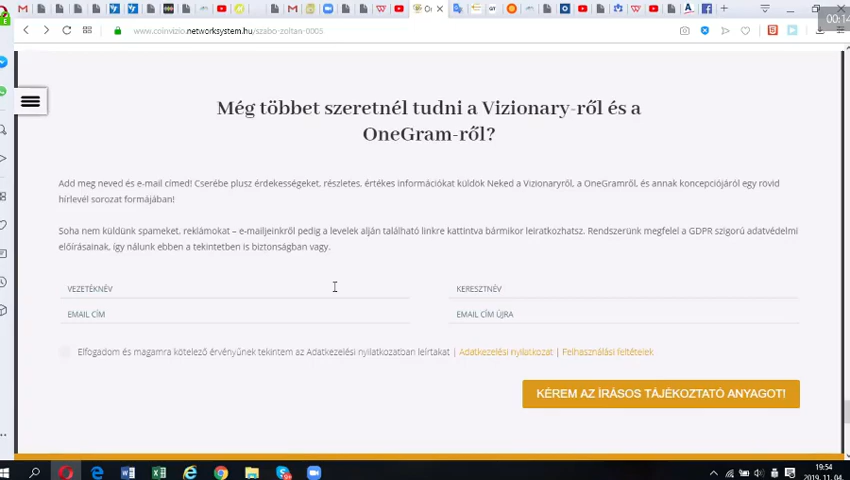 00:14
www.coinvizio.networksystem.hu/szabo-zoltan-0005
Még többet szeretnél tudni a Vizionary-ről és a
OneGram-ről?
Add meg neved és e-mail címed! Cserébe plusz érdekességeket, részletes, értékes információkat küldök Neked a Vizionaryről, a OneGramről, és annak koncepciójáról egy rövid
hírlevél sorozat formájában!
Soha nem küldünk spameket, reklámokat – e-mailjeinkről pedig a levelek alján található linkre kattintva bármikor leiratkozhatsz. Rendszerünk megfelel a GDPR szigorú adatvédelmi
előírásainak, így nálunk ebben a tekintetben is biztonságban vagy.
VEZETÉKNÉV KERESZTNÉV
EMAIL CÍM EMAIL CÍM ÚJRA
Elfogadom és magamra kötelező érvényűnek tekintem az Adatkezelési nyilatkozatban leírtakat | Adatkezelési nyilatkozat | Felhasználási feltételek
KÉREM AZ ÍRÁSOS TÁJÉKOZTATÓ ANYAGOT!
19:54
2019. 11. 04.